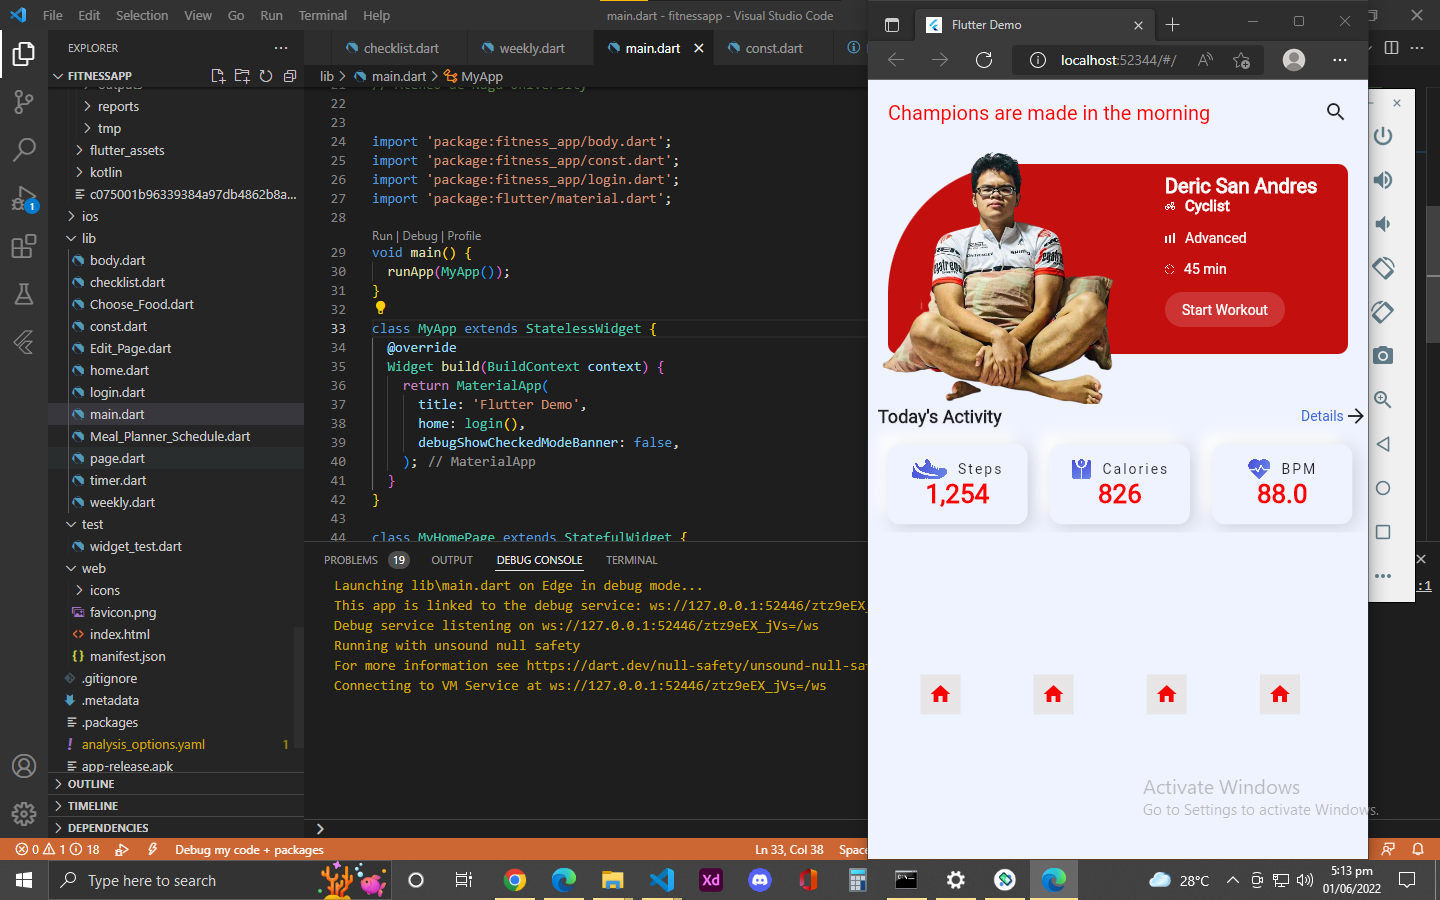 File Edit Selection View Go Run Terminal Help
main.dart - fitnessapp - Visual Studio Code
EXPLORER
FITNESSAPP
outputs
reports
tmp
flutter_assets
kotlin
c075001b96339384a97db4862b8a...
ios
lib
body.dart
checklist.dart
Choose_Food.dart
const.dart
Edit_Page.dart
home.dart
login.dart
main.dart
Meal_Planner_Schedule.dart
page.dart
timer.dart
weekly.dart
test
widget_test.dart
web
icons
favicon.png
index.html
manifest.json
.gitignore
.metadata
.packages
analysis_options.yaml 1
app-release.apk
OUTLINE
TIMELINE
DEPENDENCIES
1
checklist.dart weekly.dart main.dart const.dart
lib > main.dart > MyApp
21 // Ateneo de Naga University
22
23
24 import 'package:fitness_app/body.dart';
25 import 'package:fitness_app/const.dart';
26 import 'package:fitness_app/login.dart';
27 import 'package:flutter/material.dart';
28
Run | Debug | Profile
29 void main() {
30 runApp(MyApp());
31 }
32
33 class MyApp extends StatelessWidget {
34 @override
35 Widget build(BuildContext context) {
36 return MaterialApp(
37 title: 'Flutter Demo',
38 home: login(),
39 debugShowCheckedModeBanner: false,
40 ); // MaterialApp
41 }
42 }
43
44 class MyHomePage extends StatefulWidget {
PROBLEMS 19 OUTPUT DEBUG CONSOLE TERMINAL
Launching lib\main.dart on Edge in debug mode...
This app is linked to the debug service: ws://127.0.0.1:52446/ztz9eEX_
Debug service listening on ws://127.0.0.1:52446/ztz9eEX_jVs=/ws
Running with unsound null safety
For more information see https://dart.dev/null-safety/unsound-null-sa
Connecting to VM Service at ws://127.0.0.1:52446/ztz9eEX_jVs=/ws
:1
Flutter Demo
localhost:52344/#/
Champions are made in the morning
Deric San Andres
Cyclist
Advanced
45 min
Start Workout
Today's Activity
Details
Steps
1,254
Calories
826
BPM
88.0
Activate Windows
Go to Settings to activate Windows.
0 1 18 Debug my code + packages
Ln 33, Col 38 Space
Type here to search
Xd
28°C
5:13 pm
01/06/2022